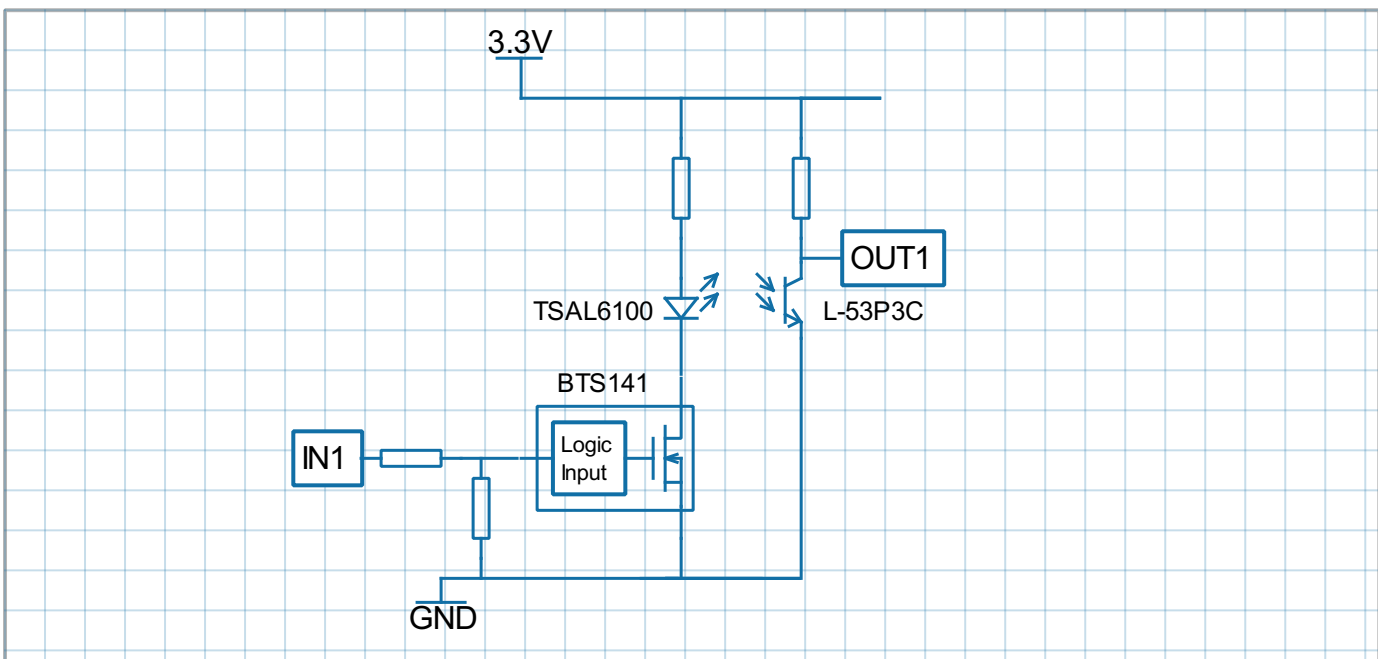 3.3V
OUT1
TSAL6100
L-53P3C
BTS141
Logic
Input
IN1
GND